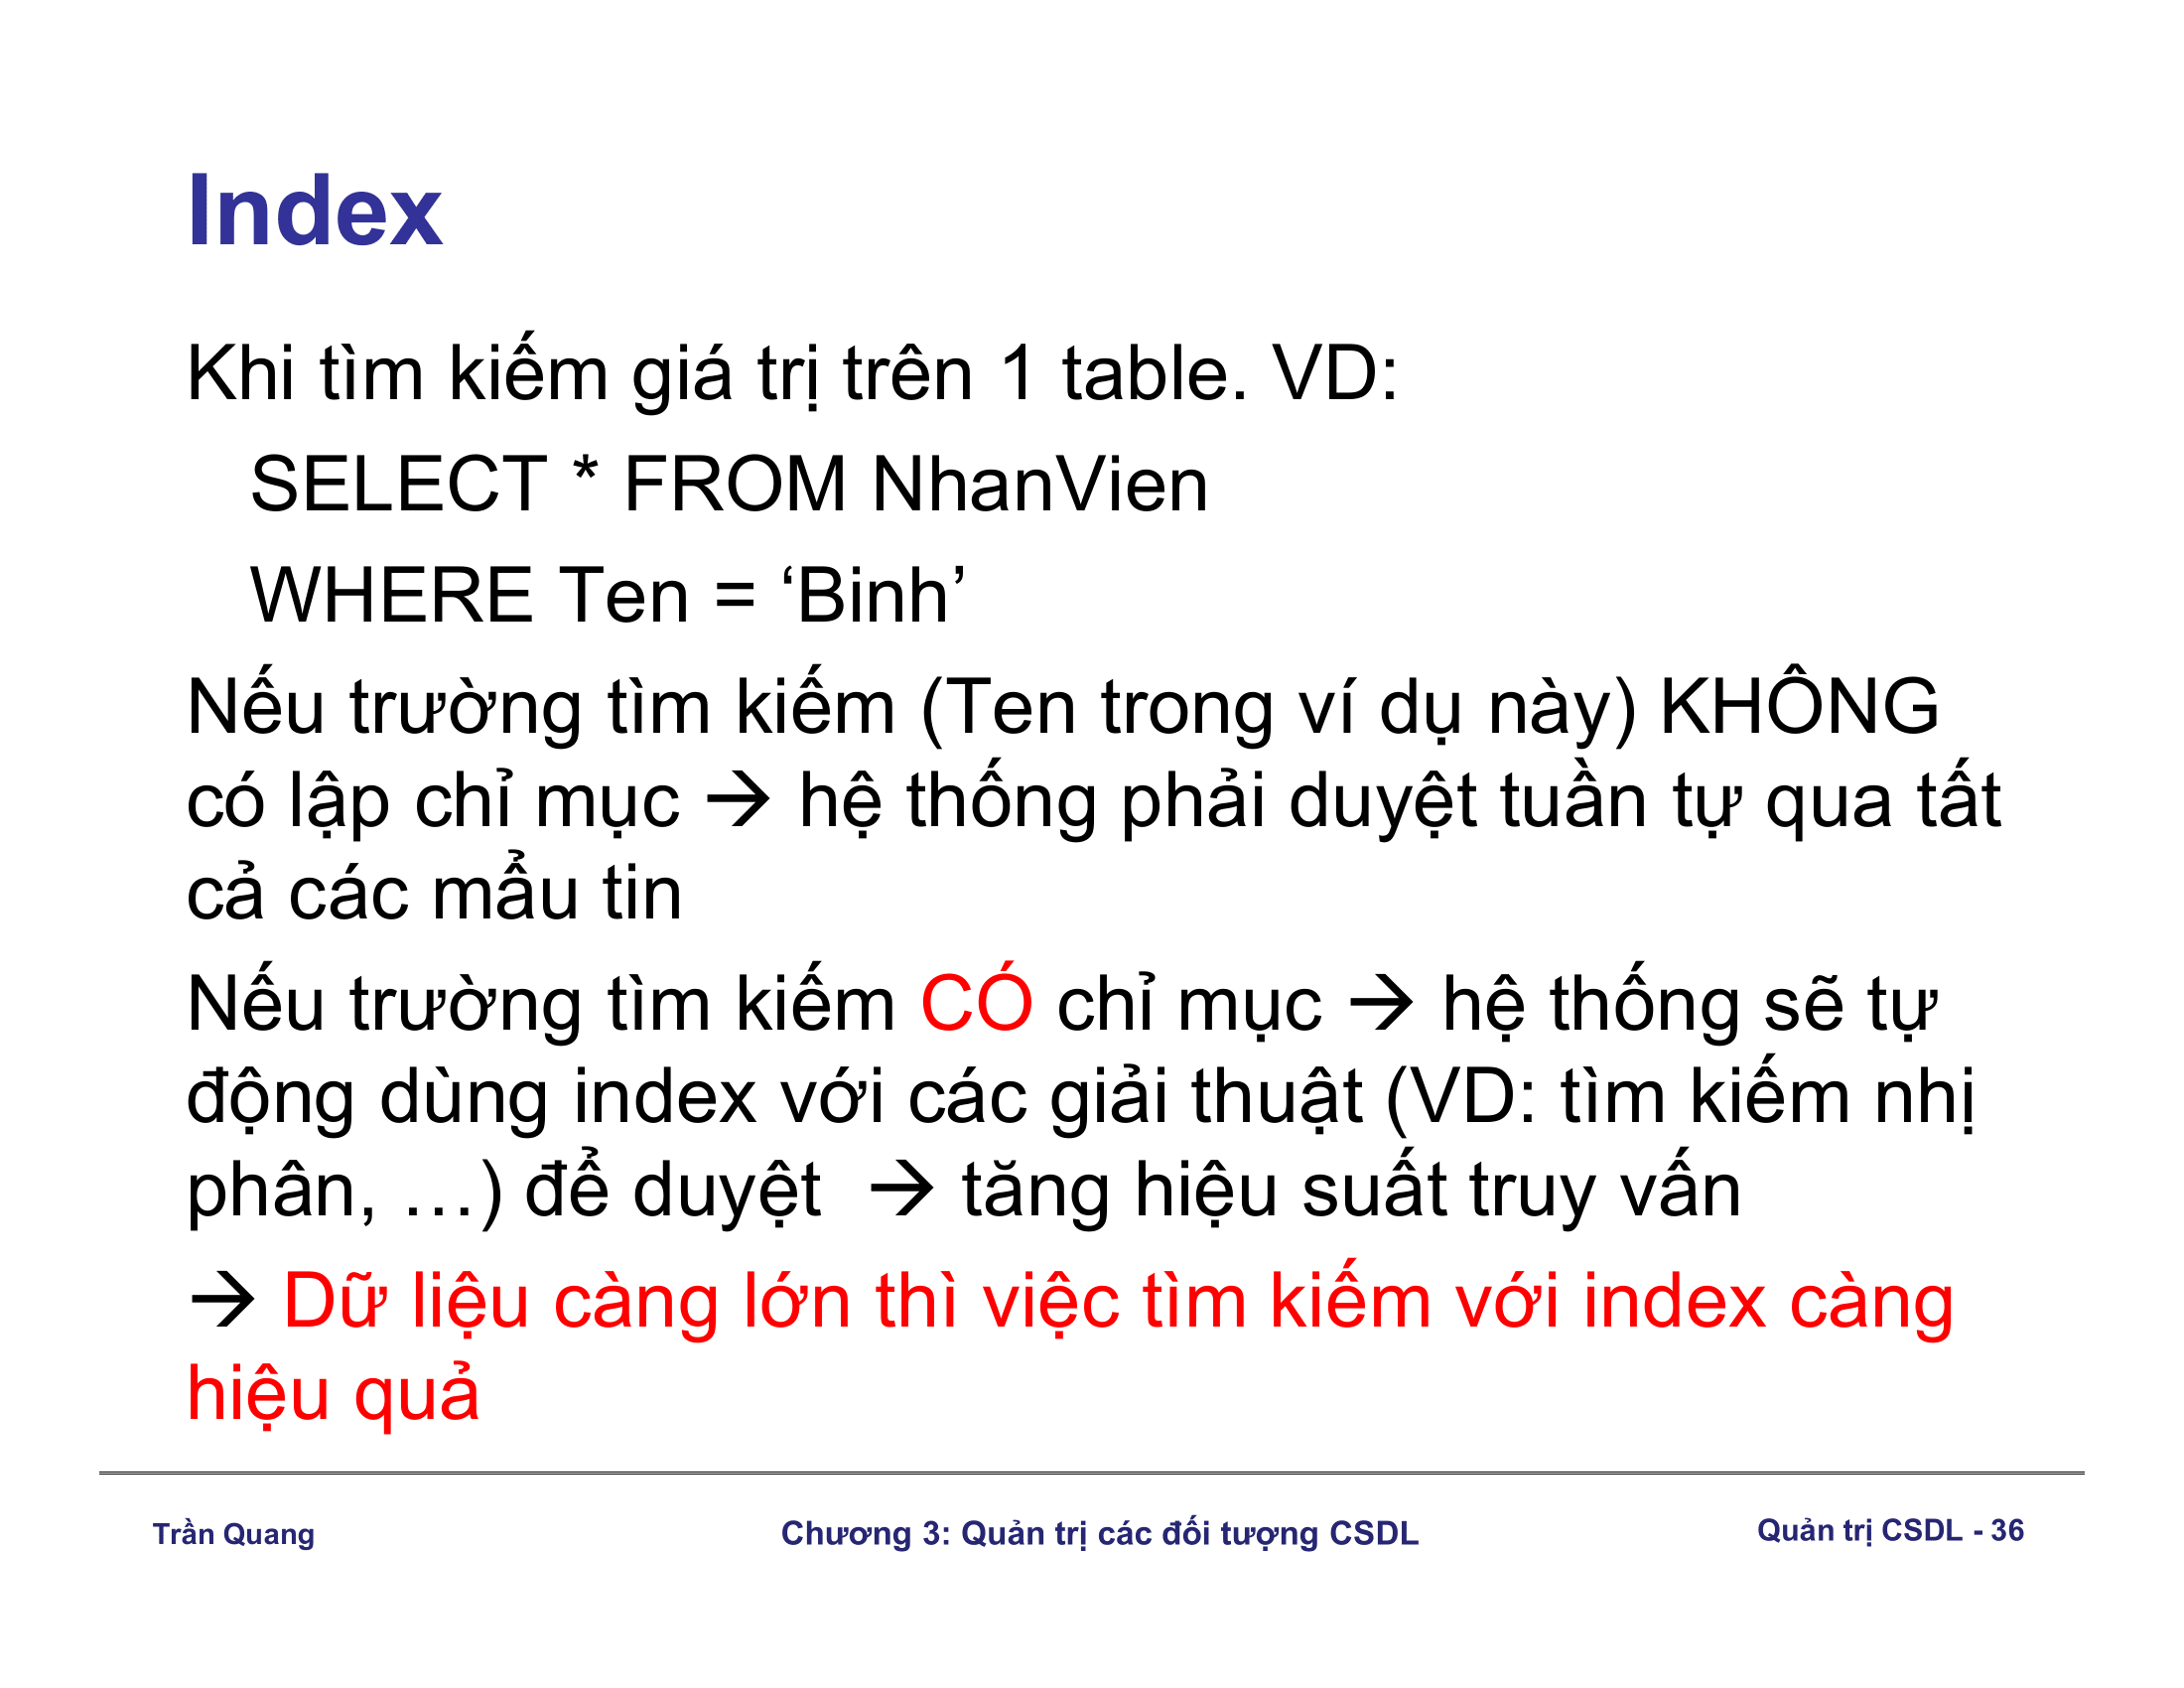 Index
Khi tìm kiếm giá trị trên 1 table. VD:
SELECT * FROM NhanVien
WHERE Ten = ‘Binh’
Nếu trường tìm kiếm (Ten trong ví dụ này) KHÔNG
có lập chỉ mục → hệ thống phải duyệt tuần tự qua tất
cả các mẩu tin
Nếu trường tìm kiếm CÓ chỉ mục → hệ thống sẽ tự
động dùng index với các giải thuật (VD: tìm kiếm nhị
phân, …) để duyệt → tăng hiệu suất truy vấn
→ Dữ liệu càng lớn thì việc tìm kiếm với index càng
hiệu quả
Trần Quang
Chương 3: Quản trị các đối tượng CSDL
Quản trị CSDL - 36